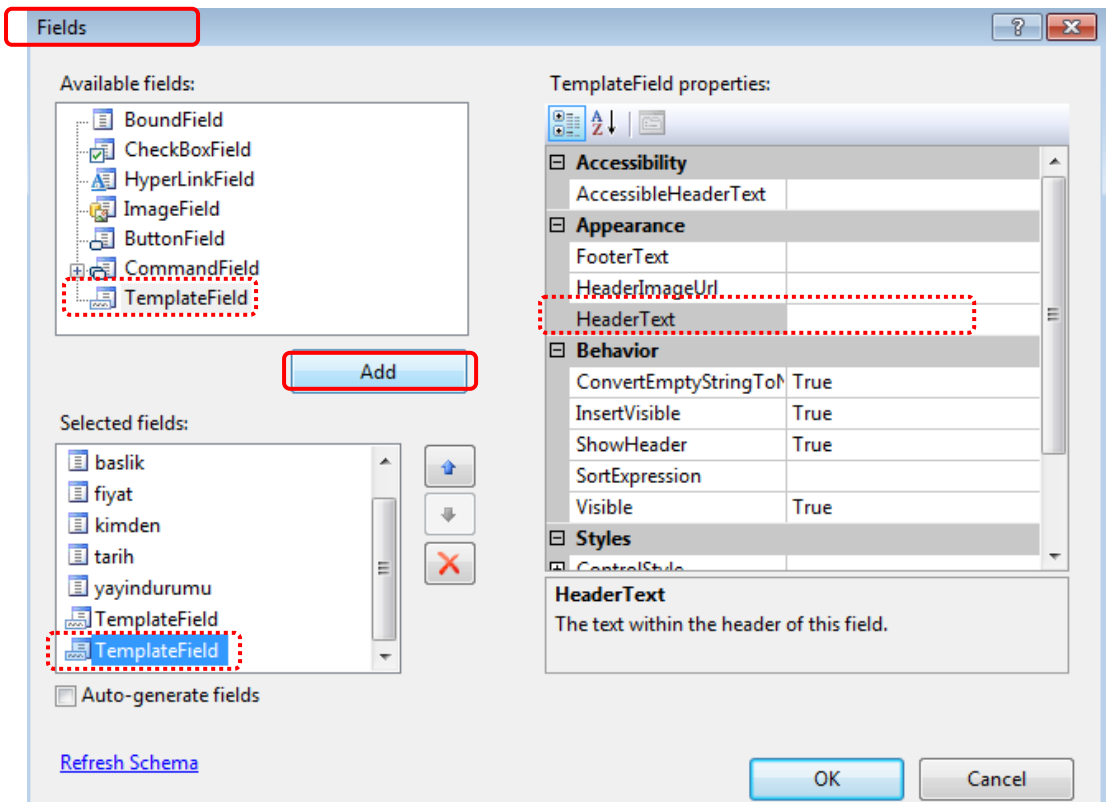 Fields
Available fields:
BoundField
CheckBoxField
HyperLinkField
ImageField
ButtonField
CommandField
TemplateField
Add
Selected fields:
baslik
fiyat
kimden
tarih
yayindurumu
TemplateField
TemplateField
Auto-generate fields
Refresh Schema
TemplateField properties:
Accessibility
AccessibleHeaderText
Appearance
FooterText
HeaderImageUrl
HeaderText
Behavior
ConvertEmptyStringToN True
InsertVisible True
ShowHeader True
SortExpression
Visible True
Styles
ControlStyle
HeaderText
The text within the header of this field.
OK Cancel